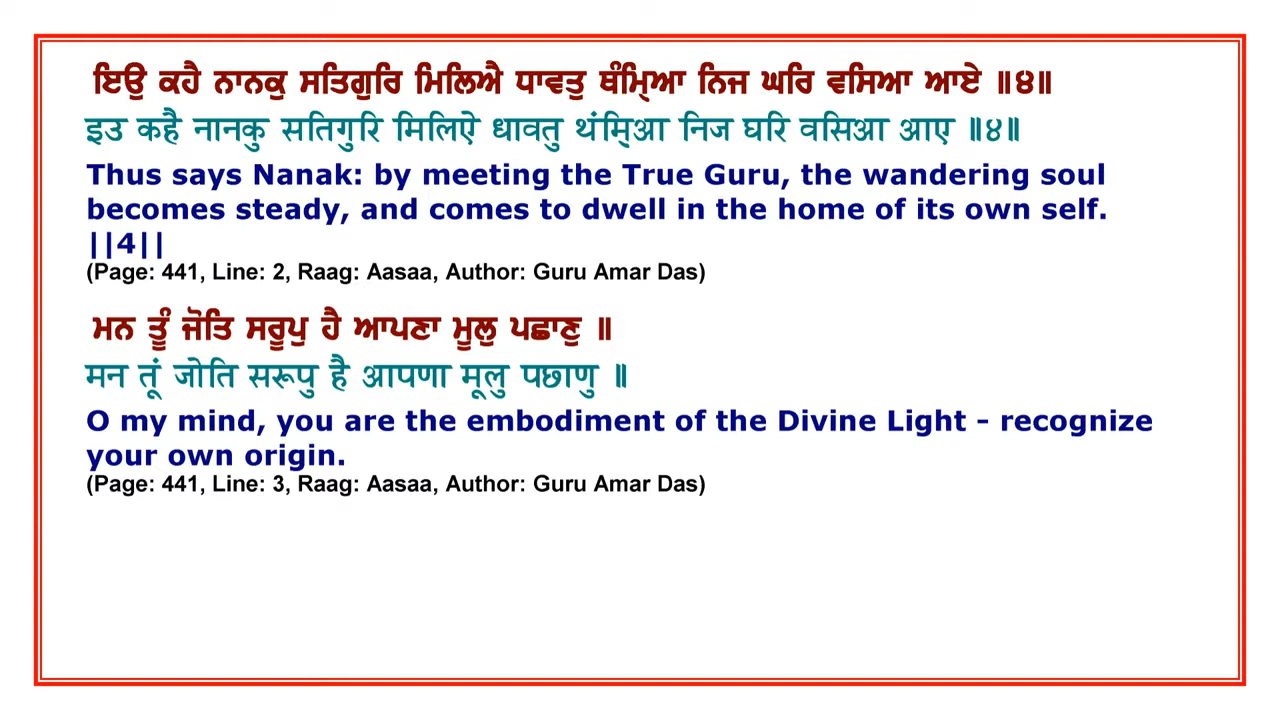 ਇਉ ਕਹੈ ਨਾਨਕੁ ਸਤਿਗੁਰਿ ਮਿਲਿਐ ਧਾਵਤੁ ਥੰਮਿ੍ਆ ਨਿਜ ਘਰਿ ਵਸਿਆ ਆਏ ॥੪॥
इउ कहै नानकु सतिगुरि मिलिऐ धावतु थंमि्आ निज घरि वसिआ आए ॥४॥
Thus says Nanak: by meeting the True Guru, the wandering soul
becomes steady, and comes to dwell in the home of its own self.
||4||
(Page: 441, Line: 2, Raag: Aasaa, Author: Guru Amar Das)
ਮਨ ਤੂੰ ਜੋਤਿ ਸਰੂਪੁ ਹੈ ਆਪਣਾ ਮੂਲੁ ਪਛਾਣੁ ॥
मन तूं जोति सरूपु है आपणा मूलु पछाणु ॥
O my mind, you are the embodiment of the Divine Light - recognize
your own origin.
(Page: 441, Line: 3, Raag: Aasaa, Author: Guru Amar Das)